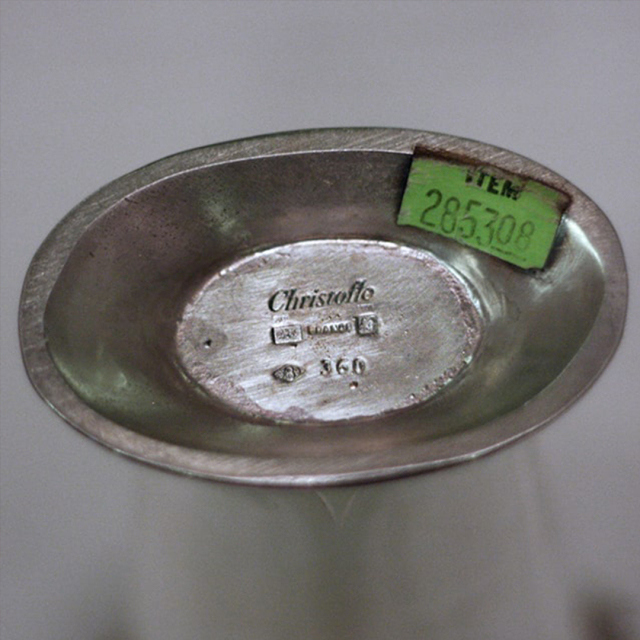 ITEM
285308
Christofle
FRANCE
360